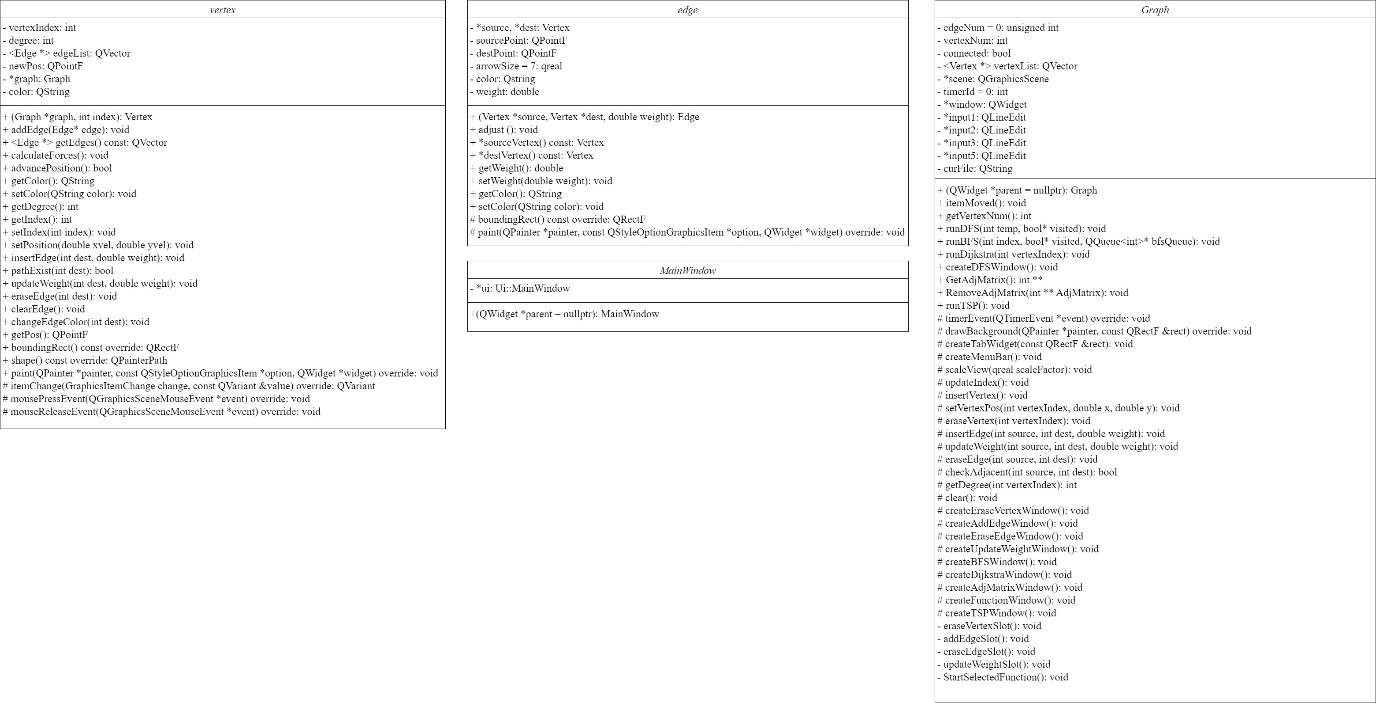 vertex
- vertexIndex: int
- degree: int
- <Edge *> edgeList: QVector
- newPos: QPointF
- *graph: Graph
- color: QString
+ (Graph *graph, int index): Vertex
+ addEdge(Edge* edge): void
+ <Edge *> getEdges() const: QVector
+ calculateForces(): void
+ advancePosition(): bool
+ getColor(): QString
+ setColor(QString color): void
+ getDegree(): int
+ getIndex(): int
+ setIndex(int index): void
+ setPosition(double xvel, double yvel): void
+ insertEdge(int dest, double weight): void
+ pathExist(int dest): bool
+ updateWeight(int dest, double weight): void
+ eraseEdge(int dest): void
+ clearEdge(): void
+ changeEdgeColor(int dest): void
+ getPos(): QPointF
+ boundingRect() const override: QRectF
+ shape() const override: QPainterPath
+ paint(QPainter *painter, const QStyleOptionGraphicsItem *option, QWidget *widget) override: void
# itemChange(GraphicsItemChange change, const QVariant &value) override: QVariant
# mousePressEvent(QGraphicsSceneMouseEvent *event) override: void
# mouseReleaseEvent(QGraphicsSceneMouseEvent *event) override: void
edge
- *source, *dest: Vertex
- sourcePoint: QPointF
- destPoint: QPointF
- arrowSize = 7: qreal
- color: Qstring
- weight: double
+ (Vertex *source, Vertex *dest, double weight): Edge
+ adjust (): void
+ *sourceVertex() const: Vertex
+ *destVertex() const: Vertex
+ getWeight(): double
+ setWeight(double weight): void
+ getColor(): QString
+ setColor(QString color): void
# boundingRect() const override: QRectF
# paint(QPainter *painter, const QStyleOptionGraphicsItem *option, QWidget *widget) override: void
MainWindow
- *ui: Ui::MainWindow
+(QWidget *parent = nullptr): MainWindow
Graph
- edgeNum = 0: unsigned int
- vertexNum: int
- connected: bool
- <Vertex *> vertexList: QVector
- *scene: QGraphicsScene
- timerId = 0: int
- *window: QWidget
- *input1: QLineEdit
- *input2: QLineEdit
- *input3: QLineEdit
- *input5: QLineEdit
- curFile: QString
+ (QWidget *parent = nullptr): Graph
+ itemMoved(): void
+ getVertexNum(): int
+ runDFS(int temp, bool* visited): void
+ runBFS(int index, bool* visited, QQueue<int>* bfsQueue): void
+ runDijkstra(int vertexIndex): void
+ createDFSWindow(): void
+ GetAdjMatrix(): int **
+ RemoveAdjMatrix(int ** AdjMatrix): void
+ runTSP(): void
# timerEvent(QTimerEvent *event) override: void
# drawBackground(QPainter *painter, const QRectF &rect) override: void
# createTabWidget(const QRectF &rect): void
# createMenuBar(): void
# scaleView(qreal scaleFactor): void
# updateIndex(): void
# insertVertex(): void
# setVertexPos(int vertexIndex, double x, double y): void
# eraseVertex(int vertexIndex): void
# insertEdge(int source, int dest, double weight): void
# updateWeight(int source, int dest, double weight): void
# eraseEdge(int source, int dest): void
# checkAdjacent(int source, int dest): bool
# getDegree(int vertexIndex): int
# clear(): void
# createEraseVertexWindow(): void
# createAddEdgeWindow(): void
# createEraseEdgeWindow(): void
# createUpdateWeightWindow(): void
# createBFSWindow(): void
# createDijkstraWindow(): void
# createAdjMatrixWindow(): void
# createFunctionWindow(): void
# createTSPWindow(): void
- eraseVertexSlot(): void
- addEdgeSlot(): void
- eraseEdgeSlot(): void
- updateWeightSlot(): void
- StartSelectedFunction(): void